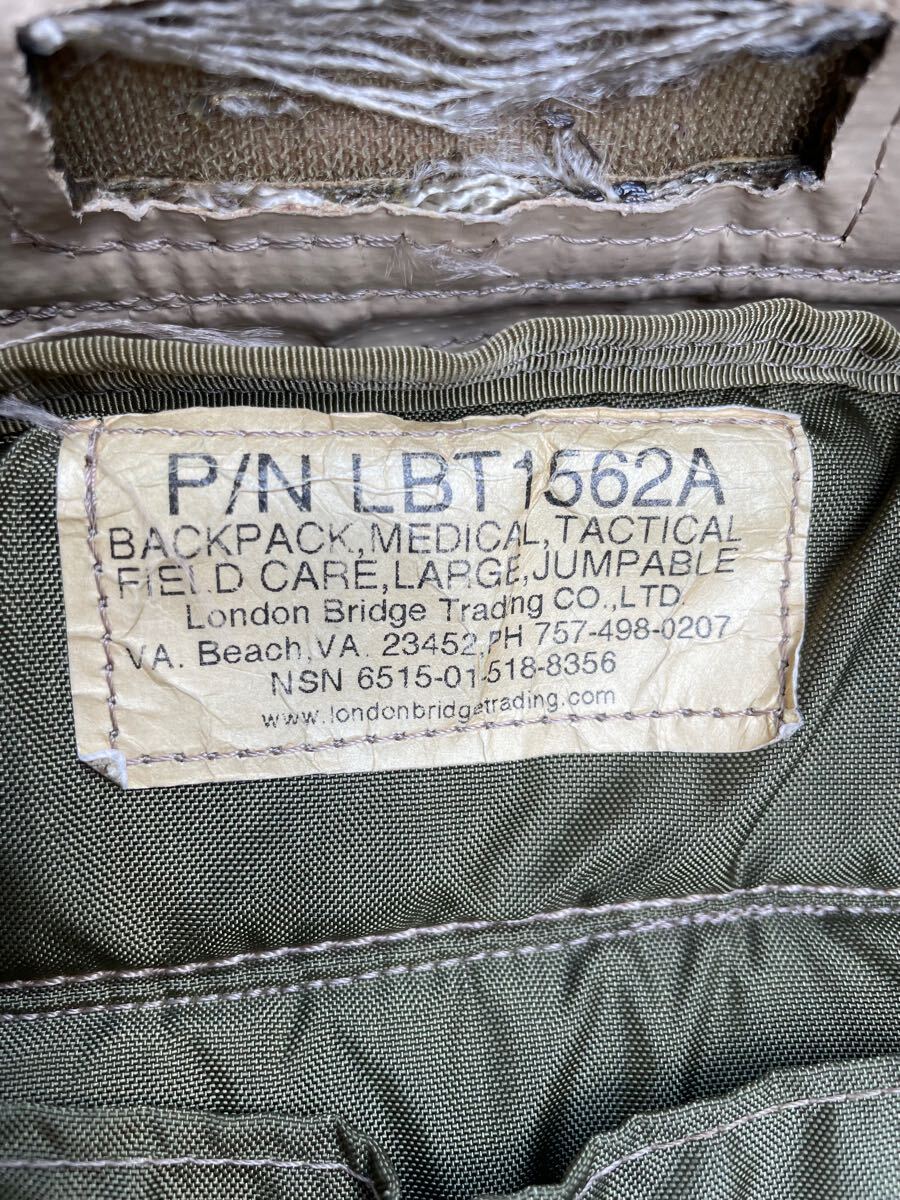 P/N LBT1562A
BACKPACK,MEDICAL,TACTICAL
FIELD CARE,LARGE,JUMPABLE
London Bridge Trading CO.,LTD
VA. Beach,VA. 23452,PH 757-498-0207
NSN 6515-01-518-8356
www.londonbridgetrading.com